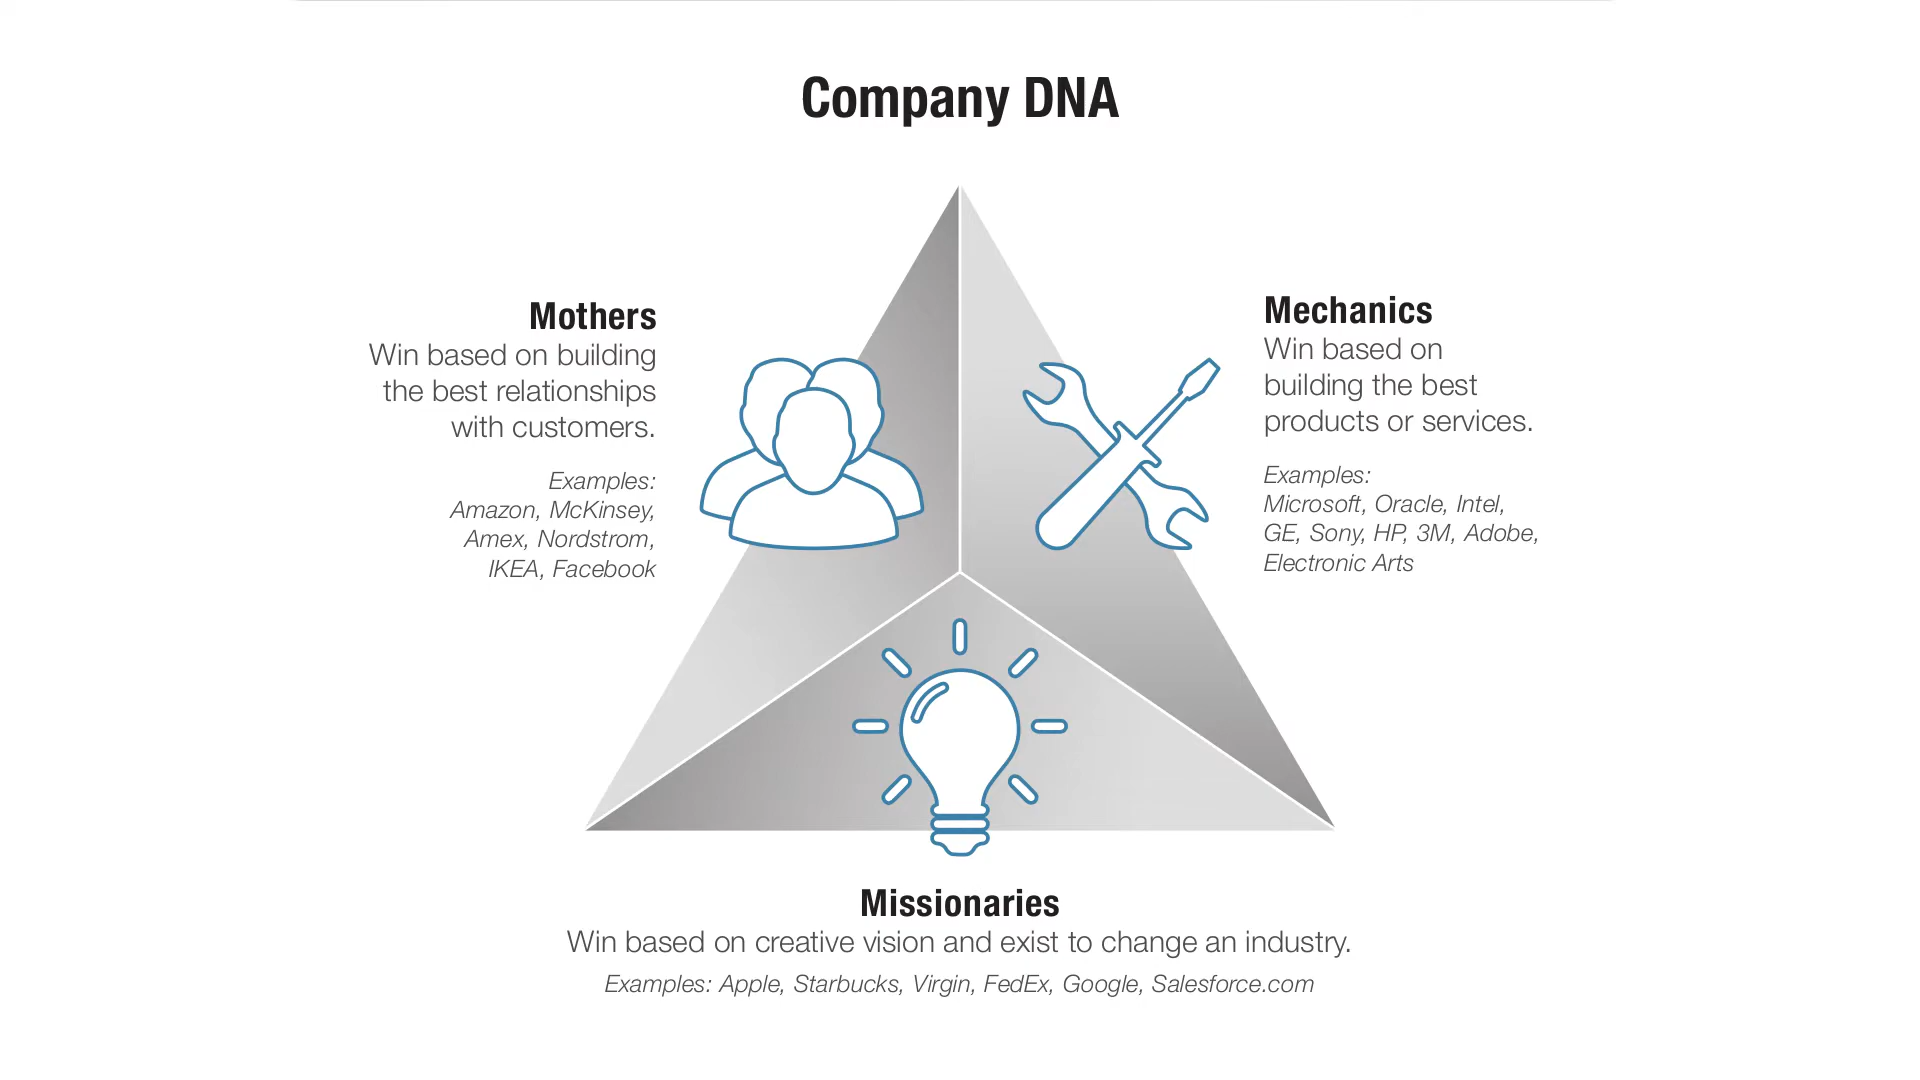 Company DNA
Mothers
Win based on building
the best relationships
with customers.
Examples:
Amazon, McKinsey,
Amex, Nordstrom,
IKEA, Facebook
Mechanics
Win based on
building the best
products or services.
Examples:
Microsoft, Oracle, Intel,
GE, Sony, HP, 3M, Adobe,
Electronic Arts
Missionaries
Win based on creative vision and exist to change an industry.
Examples: Apple, Starbucks, Virgin, FedEx, Google, Salesforce.com